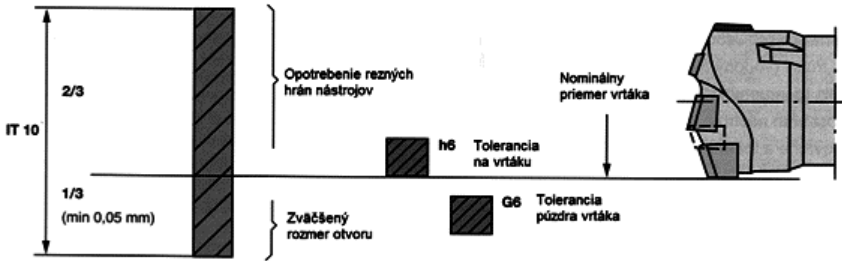 IT 10
2/3
1/3
(min 0,05 mm)
Opotrebenie rezných
hrán nástrojov
Zväčšený
rozmer otvoru
h6 Tolerancia
na vrtáku
G6 Tolerancia
púzdra vrtáka
Nominálny
priemer vrtáka